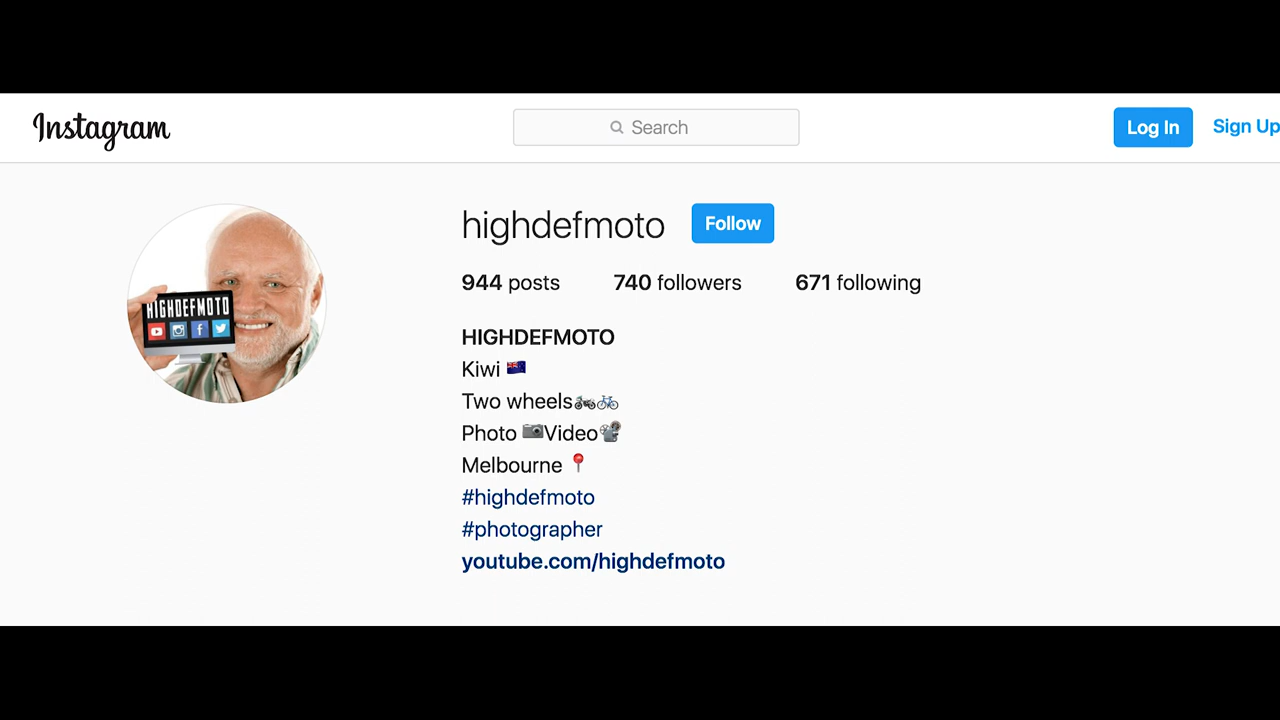 Instagram
Search
Log In
Sign Up
HIGHDEFMOTO
highdefmoto
Follow
944 posts
740 followers
671 following
HIGHDEFMOTO
Kiwi 🇳🇿
Two wheels🏍🚲
Photo 📷Video📽
Melbourne 📍
#highdefmoto
#photographer
youtube.com/highdefmoto